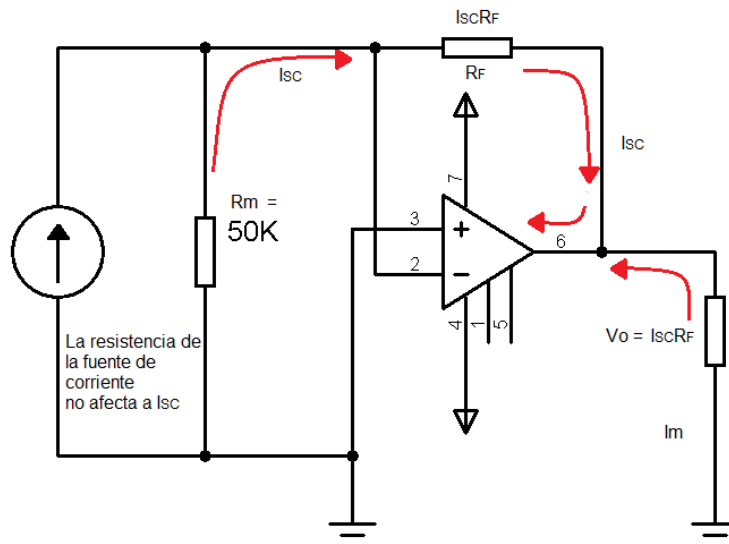 IscRF
RF
Isc
Isc
Rm =
50K
7
3
2
6
4
1
5
La resistencia de
la fuente de
corriente
no afecta a Isc
Vo = IscRF
Im